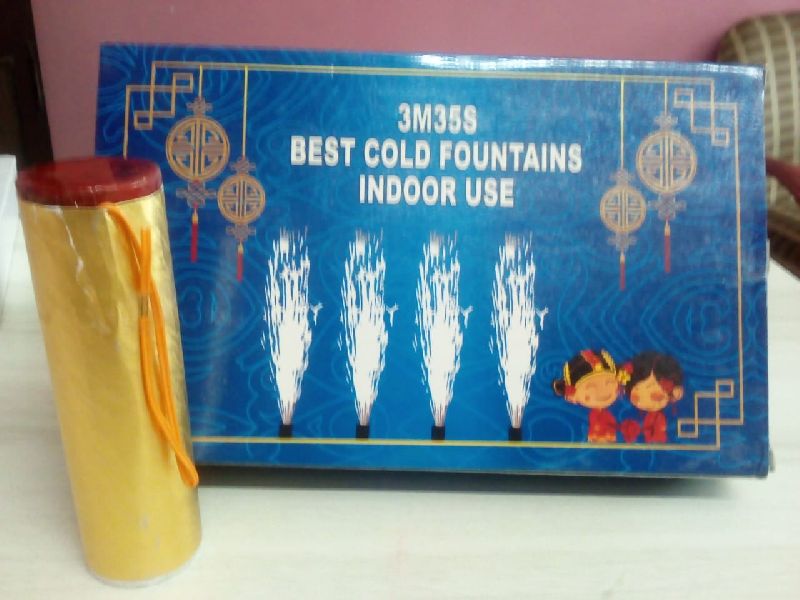 3M35S
BEST COLD FOUNTAINS
INDOOR USE